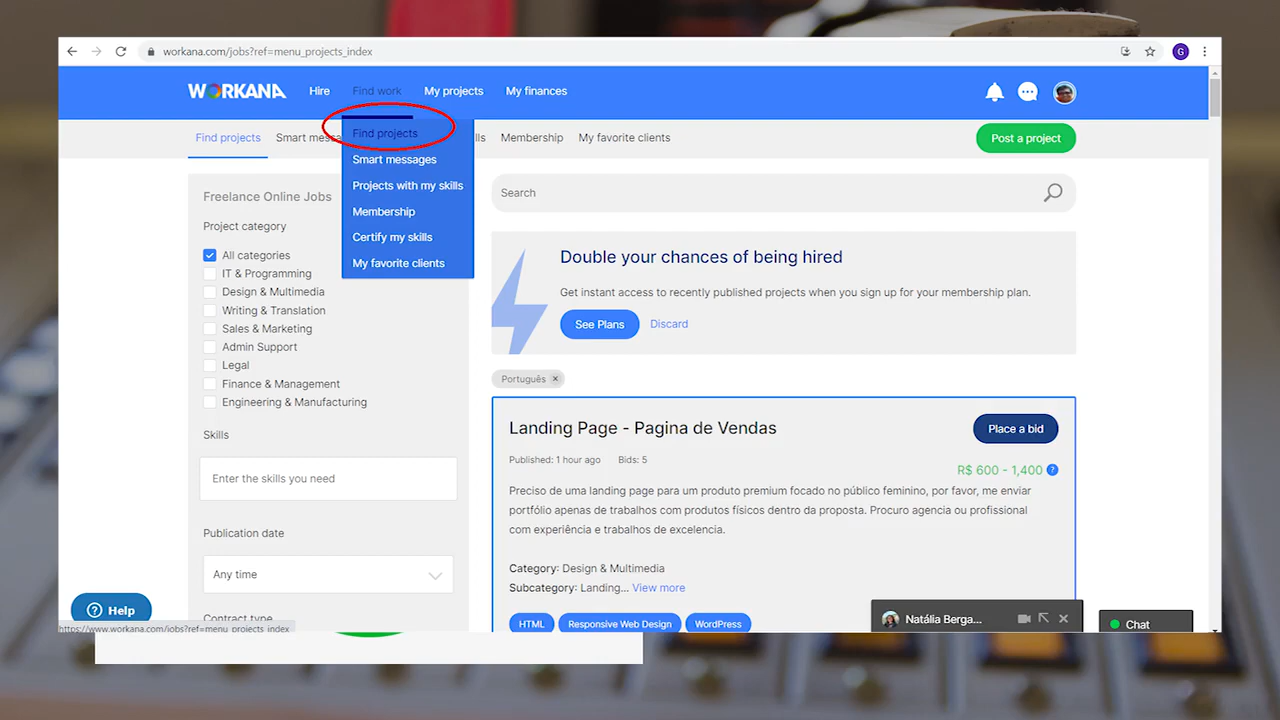 workana.com/jobs?ref=menu_projects_index
G
WORKANA
Hire
Find work
My projects
My finances
Find projects
Smart messa
lls
Membership
My favorite clients
Post a project
Find projects
Smart messages
Projects with my skills
Membership
Certify my skills
My favorite clients
Freelance Online Jobs
Project category
All categories
IT & Programming
Design & Multimedia
Writing & Translation
Sales & Marketing
Admin Support
Legal
Finance & Management
Engineering & Manufacturing
Skills
Enter the skills you need
Publication date
Any time
Contract type
Help
https://www.workana.com/jobs?ref=menu_projects_index
Search
Double your chances of being hired
Get instant access to recently published projects when you sign up for your membership plan.
See Plans
Discard
Português ×
Landing Page - Pagina de Vendas
Place a bid
Published: 1 hour ago Bids: 5
R$ 600 - 1,400 ?
Preciso de uma landing page para um produto premium focado no público feminino, por favor, me enviar
portfólio apenas de trabalhos com produtos físicos dentro da proposta. Procuro agencia ou profissional
com experiência e trabalhos de excelencia.
Category: Design & Multimedia
Subcategory: Landing... View more
HTML
Responsive Web Design
WordPress
Natália Berga...
Chat